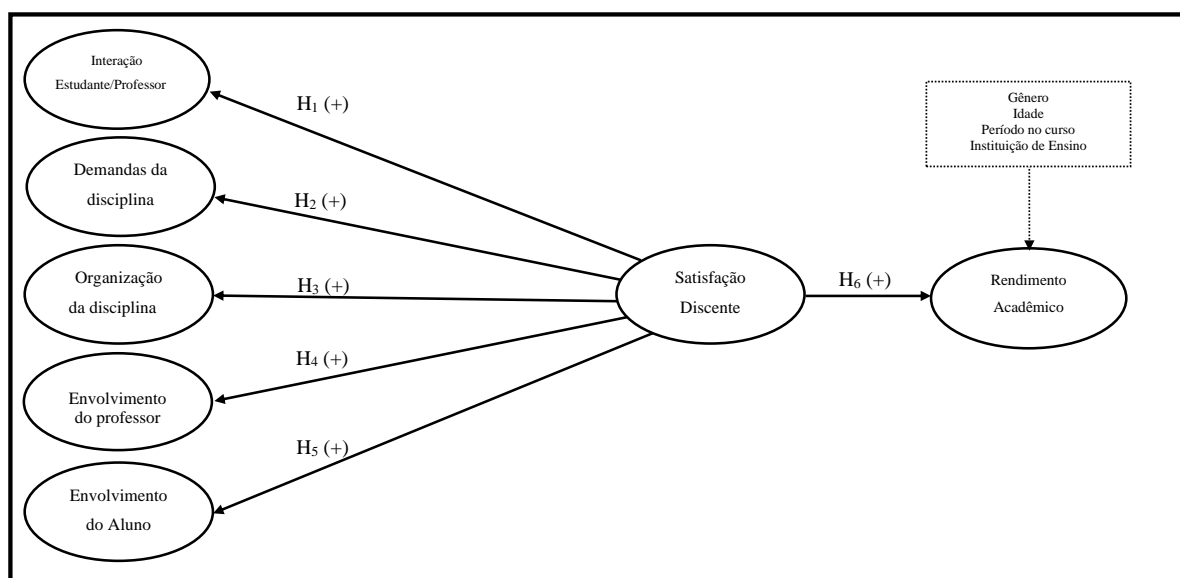 Interação
Estudante/Professor
H₁ (+)
Demandas da
disciplina
H₂ (+)
Organização
da disciplina
H₃ (+)
Envolvimento
do professor
H₄ (+)
Envolvimento
do Aluno
H₅ (+)
Satisfação
Discente
H₆ (+)
Gênero
Idade
Período no curso
Instituição de Ensino
Rendimento
Acadêmico